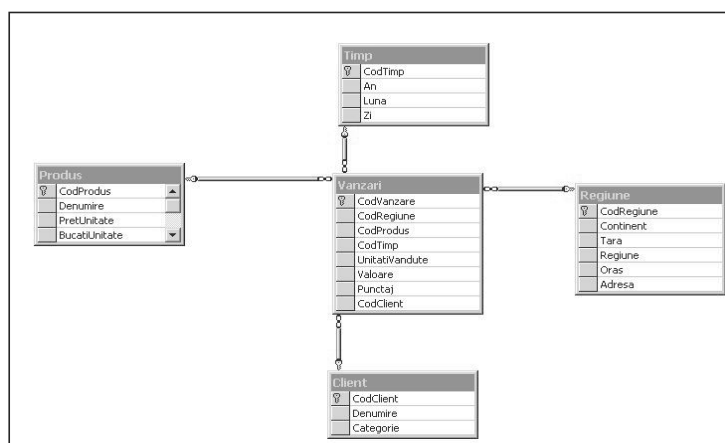 Timp
CodTimp
An
Luna
Zi
Produs
CodProdus
Denumire
PretUnitate
BucatiUnitate
Vanzari
CodVanzare
CodRegiune
CodProdus
CodTimp
UnitatiVandute
Valoare
Punctaj
CodClient
Regiune
CodRegiune
Continent
Tara
Regiune
Oras
Adresa
Client
CodClient
Denumire
Categorie